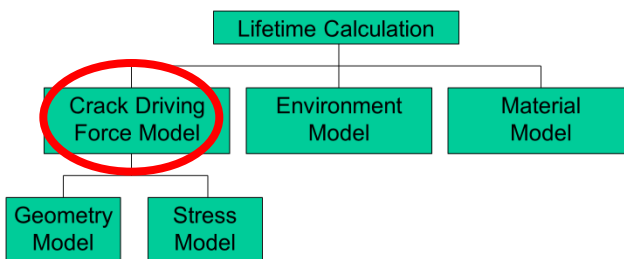 Lifetime Calculation
Crack Driving
Force Model
Environment
Model
Material
Model
Geometry
Model
Stress
Model